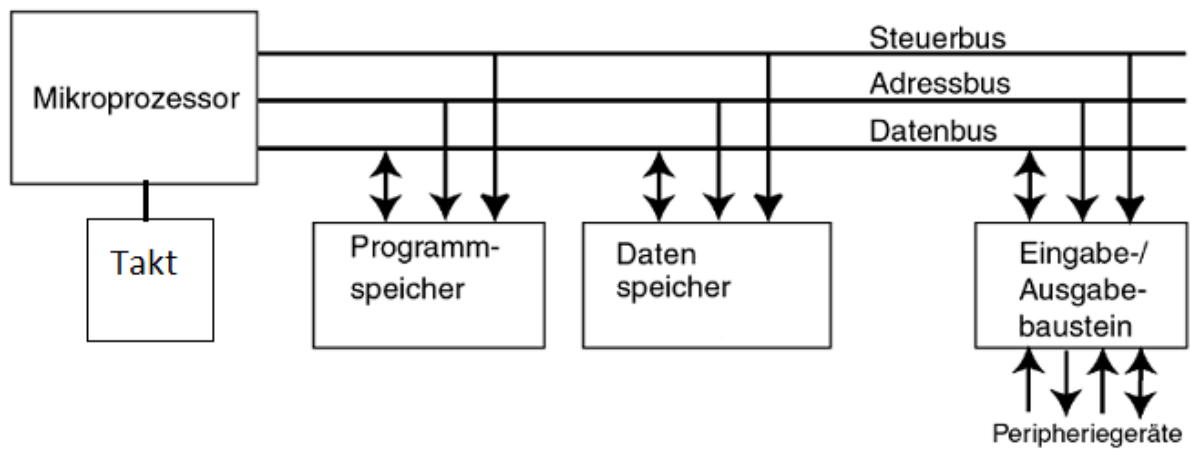 Steuerbus
Mikroprozessor
Adressbus
Datenbus
Takt
Programm-
speicher
Daten
speicher
Eingabe-/
Ausgabe-
baustein
Peripheriegeräte